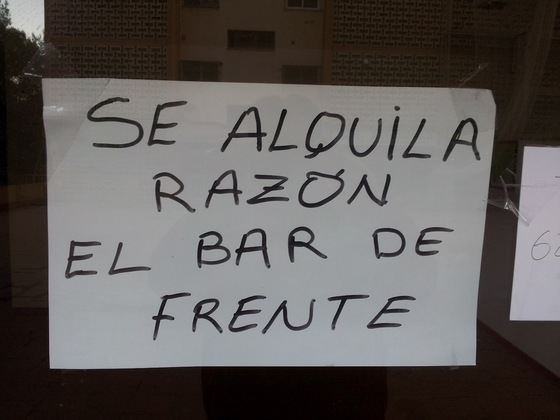 SE ALQUILA
RAZÓN
EL BAR DE
FRENTE